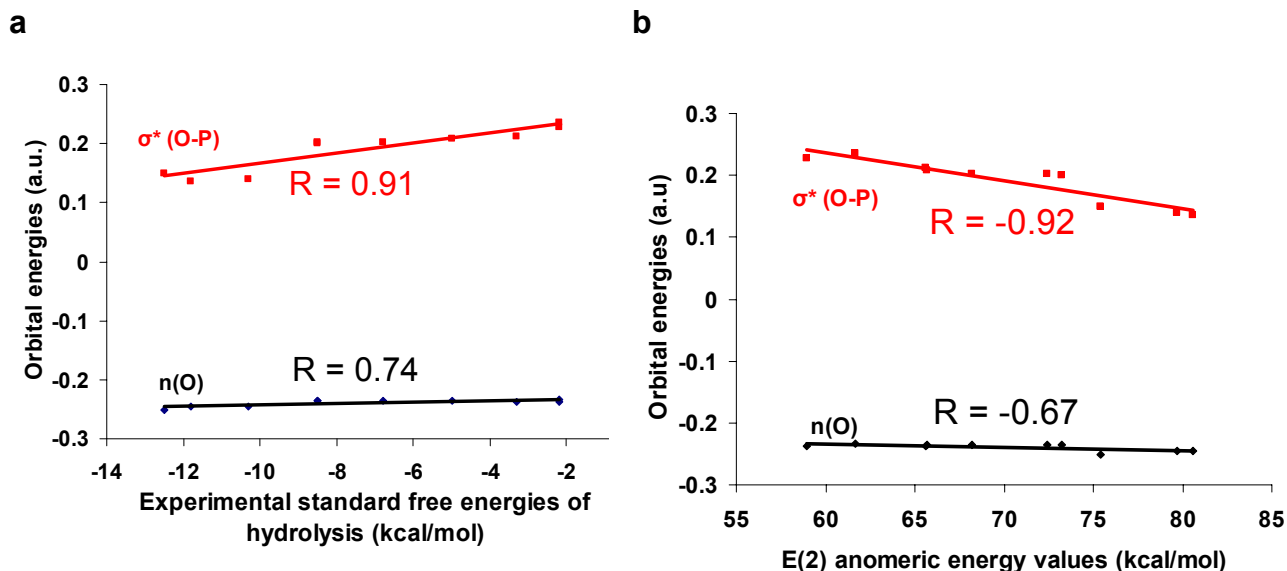 a
0.3
0.2
0.1
0
-0.1
-0.2
-0.3
Orbital energies (a.u.)
σ* (O-P)
R = 0.91
R = 0.74
n(O)
-14 -12 -10 -8 -6 -4 -2
Experimental standard free energies of
hydrolysis (kcal/mol)
b
0.3
0.2
0.1
0
-0.1
-0.2
-0.3
Orbital energies (a.u)
σ* (O-P)
R = -0.92
R = -0.67
n(O)
55 60 65 70 75 80 85
E(2) anomeric energy values (kcal/mol)